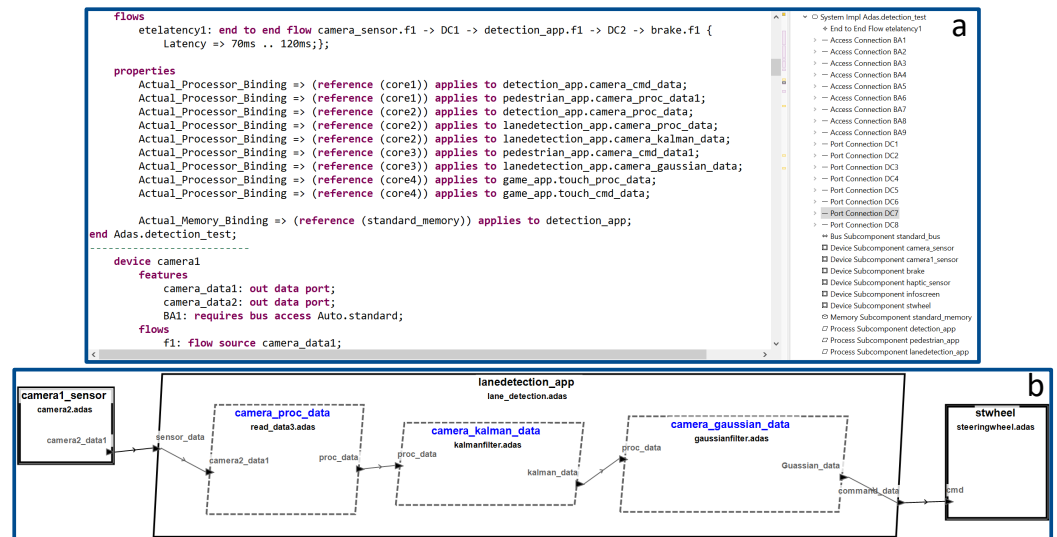 flows
etelatency1: end to end flow camera_sensor.f1 -> DC1 -> detection_app.f1 -> DC2 -> brake.f1 {
Latency => 70ms .. 120ms;};
properties
Actual_Processor_Binding => (reference (core1)) applies to detection_app.camera_cmd_data;
Actual_Processor_Binding => (reference (core1)) applies to pedestrian_app.camera_proc_data1;
Actual_Processor_Binding => (reference (core2)) applies to detection_app.camera_proc_data;
Actual_Processor_Binding => (reference (core2)) applies to lanedetection_app.camera_proc_data;
Actual_Processor_Binding => (reference (core2)) applies to lanedetection_app.camera_kalman_data;
Actual_Processor_Binding => (reference (core3)) applies to pedestrian_app.camera_cmd_data1;
Actual_Processor_Binding => (reference (core3)) applies to lanedetection_app.camera_gaussian_data;
Actual_Processor_Binding => (reference (core4)) applies to game_app.touch_proc_data;
Actual_Processor_Binding => (reference (core4)) applies to game_app.touch_cmd_data;
Actual_Memory_Binding => (reference (standard_memory)) applies to detection_app;
end Adas.detection_test;
--------------------------
device camera1
features
camera_data1: out data port;
camera_data2: out data port;
BA1: requires bus access Auto.standard;
flows
f1: flow source camera_data1;
a
System Impl Adas.detection_test
End to End Flow etelatency1
Access Connection BA1
Access Connection BA2
Access Connection BA3
Access Connection BA4
Access Connection BA5
Access Connection BA6
Access Connection BA7
Access Connection BA8
Access Connection BA9
Port Connection DC1
Port Connection DC2
Port Connection DC3
Port Connection DC4
Port Connection DC5
Port Connection DC6
Port Connection DC7
Port Connection DC8
Bus Subcomponent standard_bus
Device Subcomponent camera_sensor
Device Subcomponent camera1_sensor
Device Subcomponent brake
Device Subcomponent haptic_sensor
Device Subcomponent infoscreen
Device Subcomponent stwheel
Memory Subcomponent standard_memory
Process Subcomponent detection_app
Process Subcomponent pedestrian_app
Process Subcomponent lanedetection_app
b
camera1_sensor
camera2.adas
camera2_data1
lanedetection_app
lane_detection.adas
sensor_data
camera_proc_data
read_data3.adas
camera2_data1
proc_data
camera_kalman_data
kalmanfilter.adas
proc_data
kalman_data
camera_gaussian_data
gaussianfilter.adas
proc_data
Guassian_data
command_data
stwheel
steeringwheel.adas
cmd